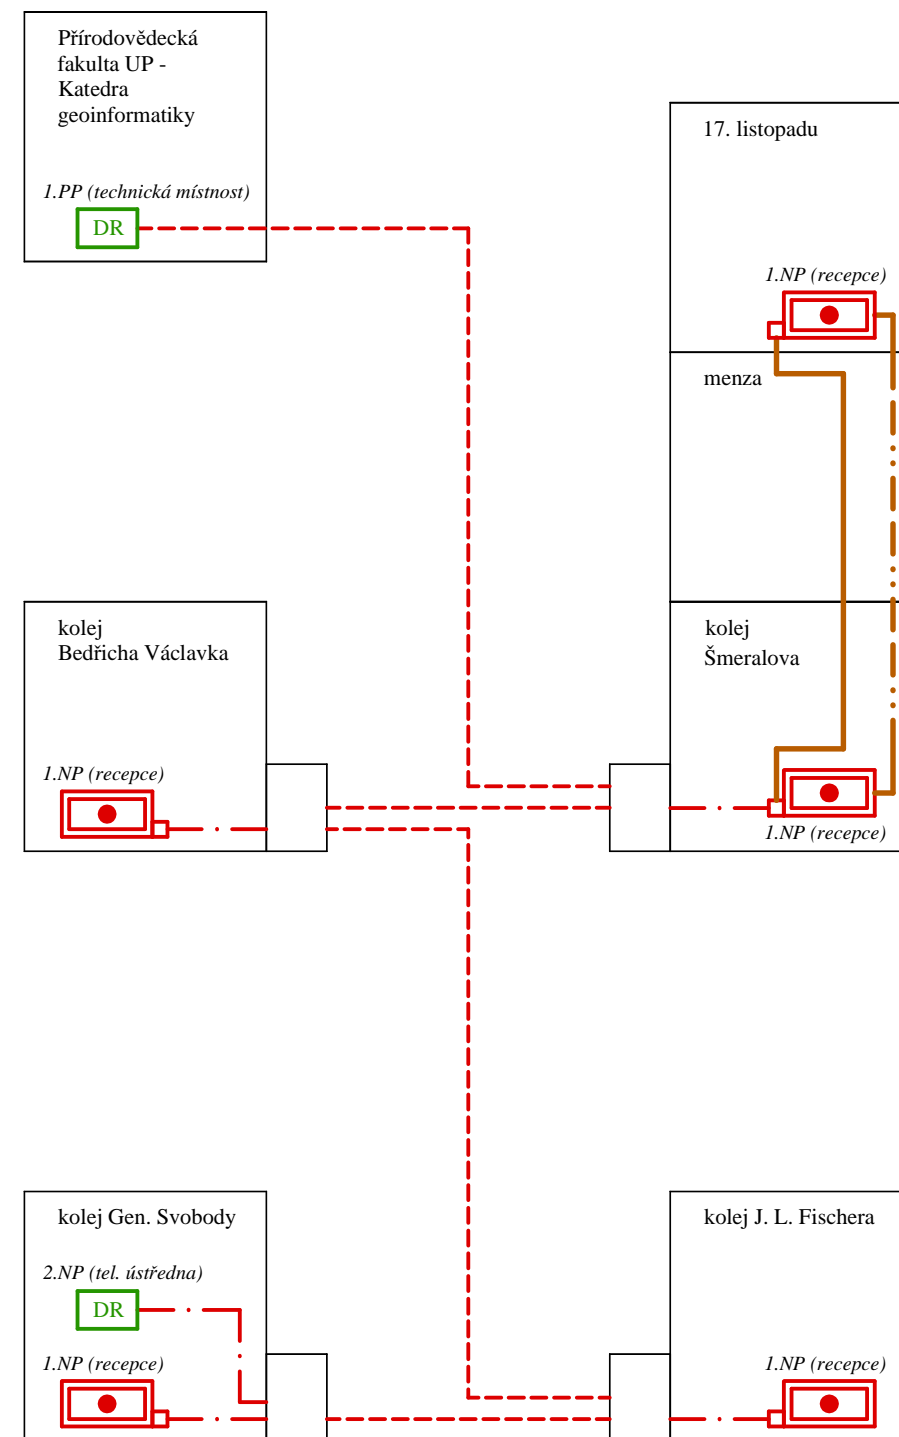 Přírodovědecká
fakulta UP -
Katedra
geoinformatiky
1.PP (technická místnost)
DR
17. listopadu
1.NP (recepce)
menza
kolej
Bedřicha Václavka
1.NP (recepce)
kolej
Šmeralova
1.NP (recepce)
kolej Gen. Svobody
2.NP (tel. ústředna)
DR
1.NP (recepce)
kolej J. L. Fischera
1.NP (recepce)